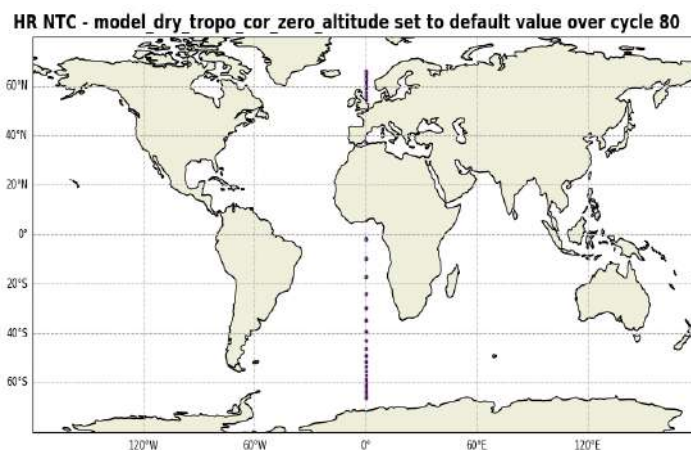 HR NTC - model_dry_tropo_cor_zero_altitude set to default value over cycle 80
60°N
40°N
20°N
0°
20°S
40°S
60°S
120°W
60°W
0°
60°E
120°E